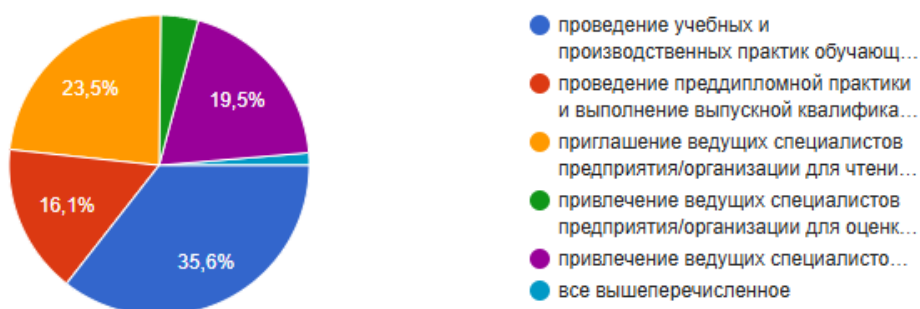 23,5%
19,5%
16,1%
35,6%
проведение учебных и
производственных практик обучающ...
проведение преддипломной практики
и выполнение выпускной квалифика...
приглашение ведущих специалистов
предприятия/организации для чтени...
привлечение ведущих специалистов
предприятия/организации для оценк...
привлечение ведущих специалисто...
все вышеперечисленное